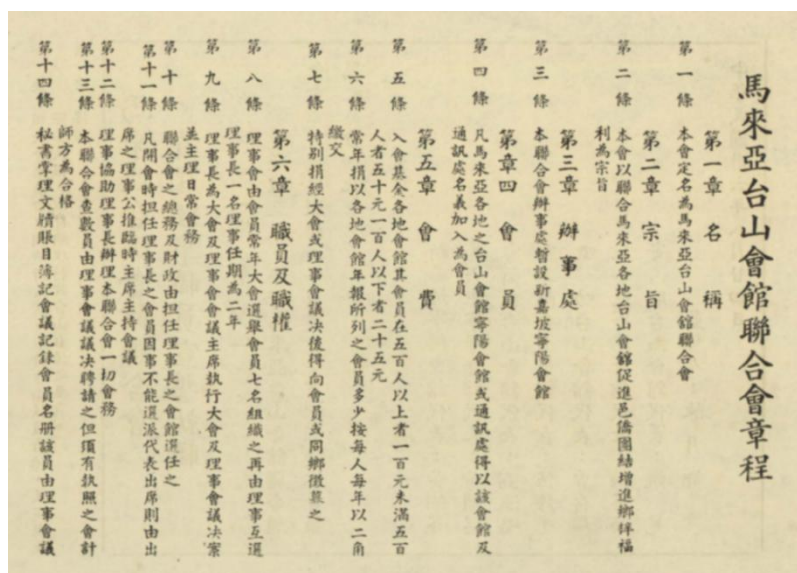 馬來亞台山會館聯合會章程
第一章 名 稱
第 一 條 本會定名為馬來亞台山會館聯合會
第二章 宗 旨
第 二 條 本會以聯合馬來亞各地台山會館促進邑僑團結增進鄉僑福
利為宗旨
第三章 辦 事 處
第 三 條 本聯合會辦事處暫設新嘉坡寧陽會館
第章四 會 員
第 四 條 凡馬來亞各地之台山會館寧陽會館或通訊處得以該會館及
通訊處名義加入為會員
第五章 會 費
第 五 條 入會基金各地會館其會員在五百人以上者一百元未滿五百
人者五十元一百人以下者二十五元
第 六 條 常年捐以各地會館年報所列之會員多少按每人每年以二角
繳交
第 七 條 特別捐經大會或理事會議決後得向會員或同鄉徵募之
第六章 職員及職權
第 八 條 理事會由會員常年大會選舉會員七名組織之再由理事互選
理事長一名理事任期為二年
第 九 條 理事長為大會及理事會會議主席執行大會及理事會議決案
並主理日常會務
第 十 條 聯合會之總務及財政由担任理事長之會館選任之
第十一條 凡開會時担任理事長之會員因事不能選派代表出席則由出
席之理事公推臨時主席主持會議
第十二條 理事協助理事長辦理本聯合會一切會務
第十三條 本聯合會查數員由理事會議議決聘請之但須有執照之會計
師方為合格
第十四條 秘書掌理文牘賬目簿記會議記錄會員名册該員由理事會議